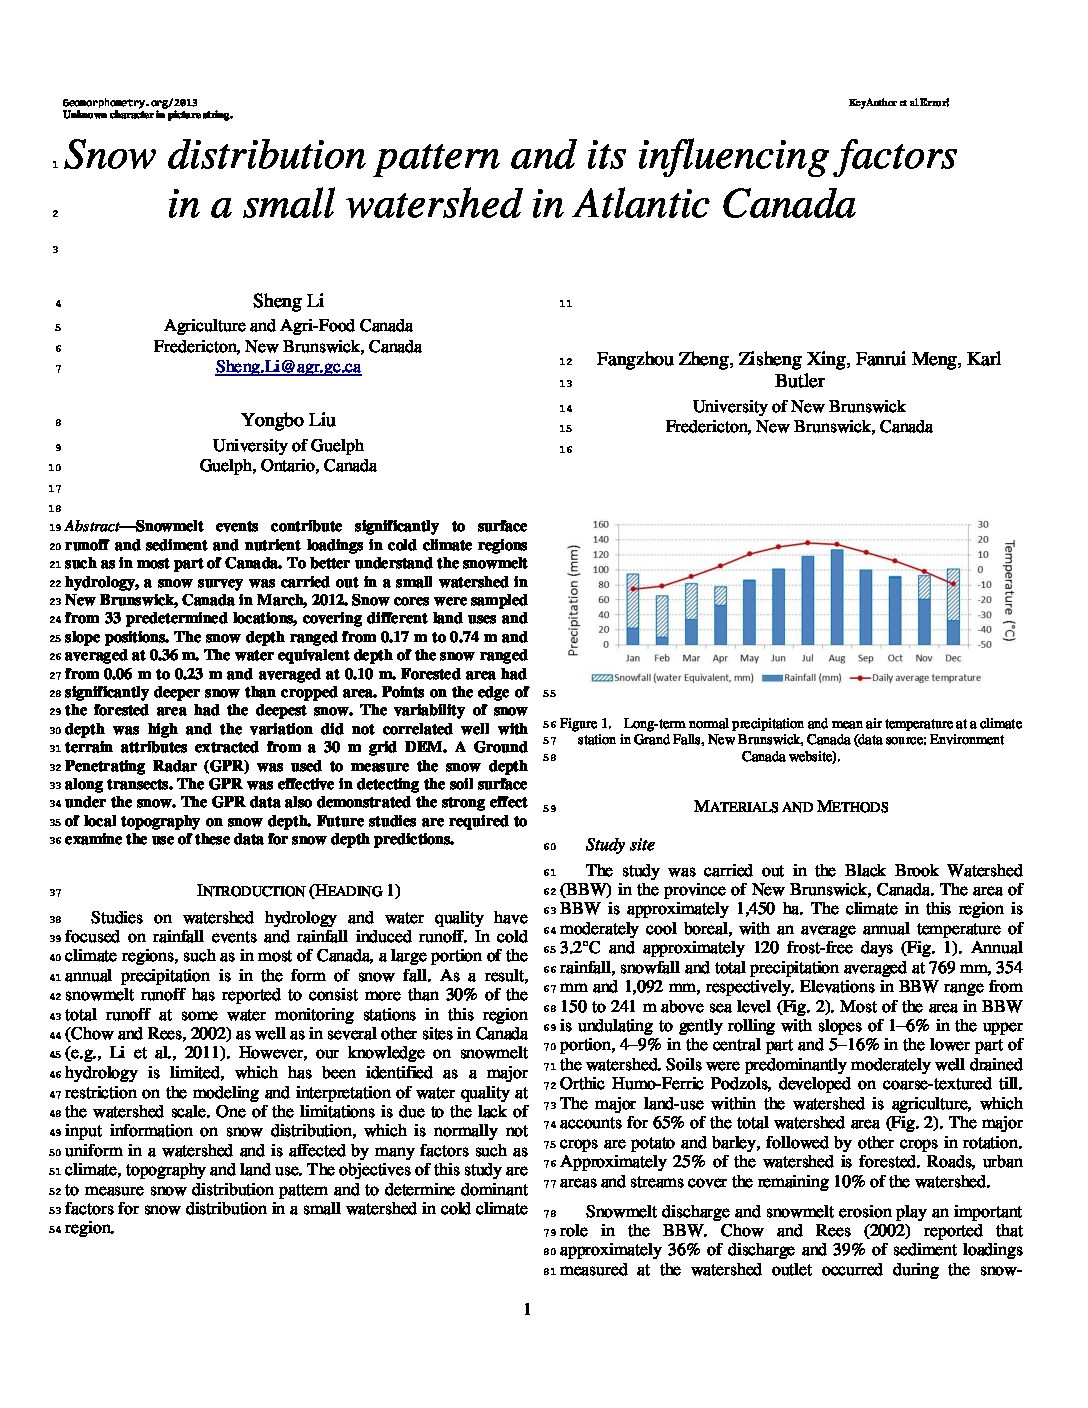 Geomorphometry.org/2013
Unknown character in picture string.
KeyAuthor et al Error!
1 Snow distribution pattern and its influencing factors
2 in a small watershed in Atlantic Canada
3
4 Sheng Li
5 Agriculture and Agri-Food Canada
6 Fredericton, New Brunswick, Canada
7 Sheng.Li@agr.gc.ca
8 Yongbo Liu
9 University of Guelph
10 Guelph, Ontario, Canada
11
12 Fangzhou Zheng, Zisheng Xing, Fanrui Meng, Karl
13 Butler
14 University of New Brunswick
15 Fredericton, New Brunswick, Canada
16
17
18
19 Abstract—Snowmelt events contribute significantly to surface
20 runoff and sediment and nutrient loadings in cold climate regions
21 such as in most part of Canada. To better understand the snowmelt
22 hydrology, a snow survey was carried out in a small watershed in
23 New Brunswick, Canada in March, 2012. Snow cores were sampled
24 from 33 predetermined locations, covering different land uses and
25 slope positions. The snow depth ranged from 0.17 m to 0.74 m and
26 averaged at 0.36 m. The water equivalent depth of the snow ranged
27 from 0.06 m to 0.23 m and averaged at 0.10 m. Forested area had
28 significantly deeper snow than cropped area. Points on the edge of
29 the forested area had the deepest snow. The variability of snow
30 depth was high and the variation did not correlated well with
31 terrain attributes extracted from a 30 m grid DEM. A Ground
32 Penetrating Radar (GPR) was used to measure the snow depth
33 along transects. The GPR was effective in detecting the soil surface
34 under the snow. The GPR data also demonstrated the strong effect
35 of local topography on snow depth. Future studies are required to
36 examine the use of these data for snow depth predictions.
37 INTRODUCTION (HEADING 1)
38 Studies on watershed hydrology and water quality have
39 focused on rainfall events and rainfall induced runoff. In cold
40 climate regions, such as in most of Canada, a large portion of the
41 annual precipitation is in the form of snow fall. As a result,
42 snowmelt runoff has reported to consist more than 30% of the
43 total runoff at some water monitoring stations in this region
44 (Chow and Rees, 2002) as well as in several other sites in Canada
45 (e.g., Li et al., 2011). However, our knowledge on snowmelt
46 hydrology is limited, which has been identified as a major
47 restriction on the modeling and interpretation of water quality at
48 the watershed scale. One of the limitations is due to the lack of
49 input information on snow distribution, which is normally not
50 uniform in a watershed and is affected by many factors such as
51 climate, topography and land use. The objectives of this study are
52 to measure snow distribution pattern and to determine dominant
53 factors for snow distribution in a small watershed in cold climate
54 region.
Precipitation (mm)
160
140
120
100
80
60
40
20
0
Jan Feb Mar Apr May Jun Jul Aug Sep Oct Nov Dec
30
20
10
0
-10
-20
-30
-40
-50
Temperature (°C)
Snowfall (water Equivalent, mm) Rainfall (mm) Daily average temprature
55
56 Figure 1. Long-term normal precipitation and mean air temperature at a climate
57 station in Grand Falls, New Brunswick, Canada (data source: Environment
58 Canada website).
59 MATERIALS AND METHODS
60 Study site
61 The study was carried out in the Black Brook Watershed
62 (BBW) in the province of New Brunswick, Canada. The area of
63 BBW is approximately 1,450 ha. The climate in this region is
64 moderately cool boreal, with an average annual temperature of
65 3.2°C and approximately 120 frost-free days (Fig. 1). Annual
66 rainfall, snowfall and total precipitation averaged at 769 mm, 354
67 mm and 1,092 mm, respectively. Elevations in BBW range from
68 150 to 241 m above sea level (Fig. 2). Most of the area in BBW
69 is undulating to gently rolling with slopes of 1–6% in the upper
70 portion, 4–9% in the central part and 5–16% in the lower part of
71 the watershed. Soils were predominantly moderately well drained
72 Orthic Humo-Ferric Podzols, developed on coarse-textured till.
73 The major land-use within the watershed is agriculture, which
74 accounts for 65% of the total watershed area (Fig. 2). The major
75 crops are potato and barley, followed by other crops in rotation.
76 Approximately 25% of the watershed is forested. Roads, urban
77 areas and streams cover the remaining 10% of the watershed.
78 Snowmelt discharge and snowmelt erosion play an important
79 role in the BBW. Chow and Rees (2002) reported that
80 approximately 36% of discharge and 39% of sediment loadings
81 measured at the watershed outlet occurred during the snow-
1